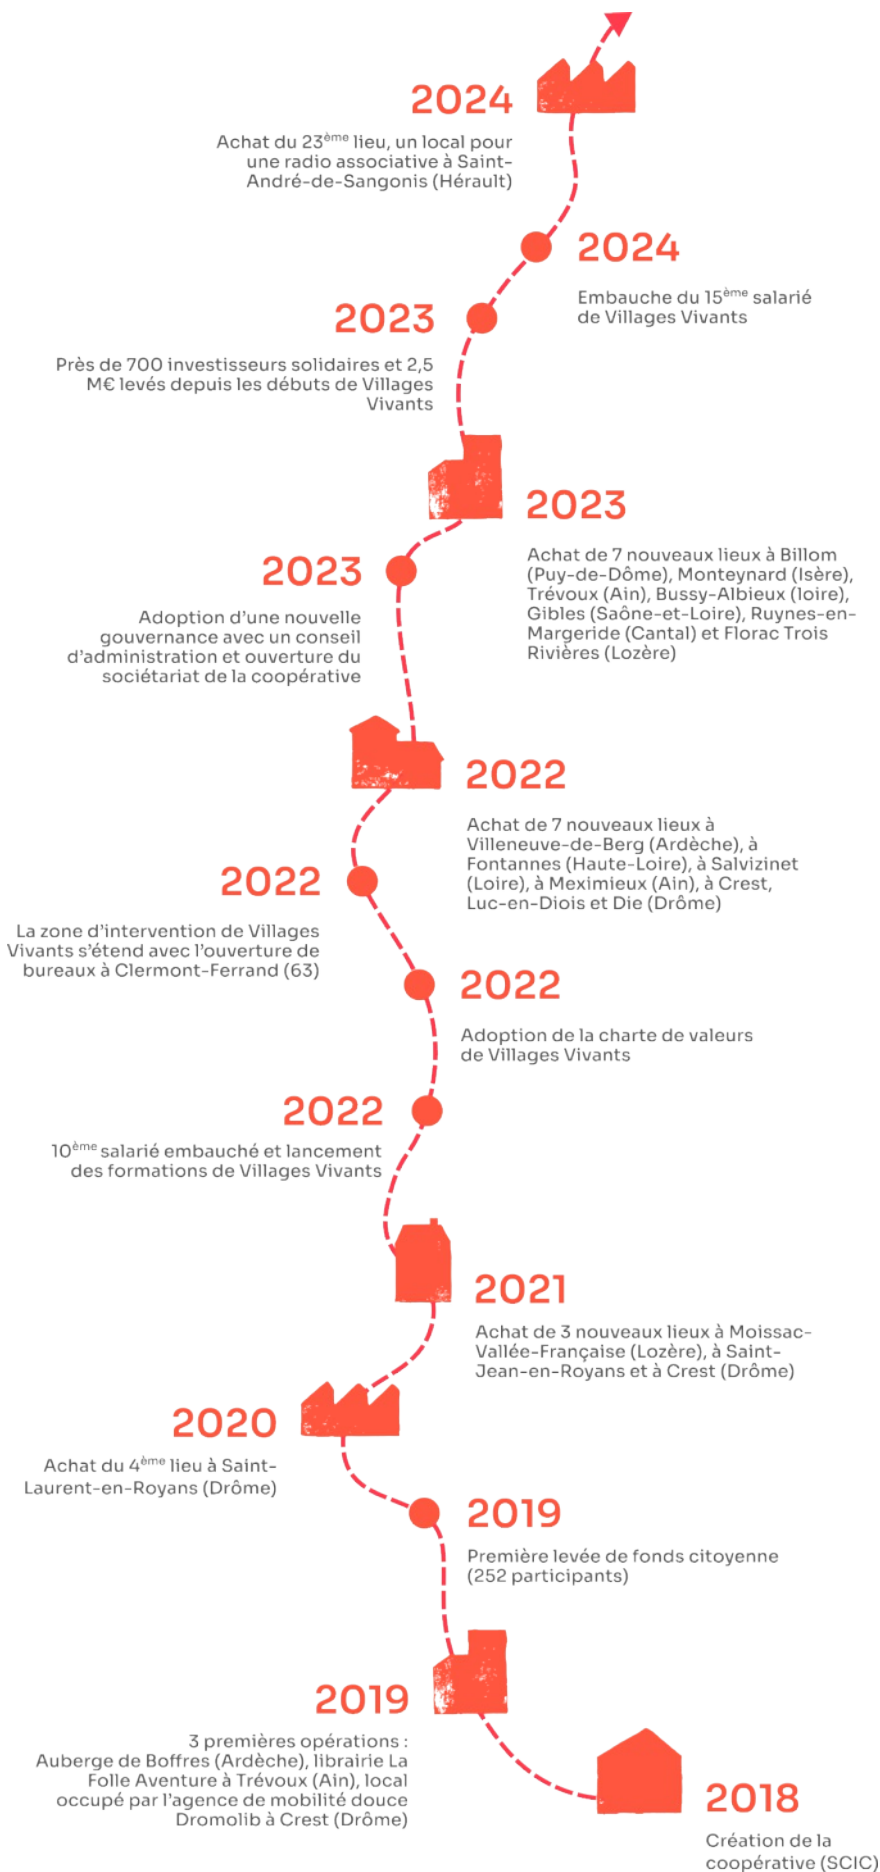 2024
Achat du 23ème lieu, un local pour
une radio associative à Saint-
André-de-Sangonis (Hérault)
2024
Embauche du 15ème salarié
de Villages Vivants
2023
Près de 700 investisseurs solidaires et 2,5
M€ levés depuis les débuts de Villages
Vivants
2023
Achat de 7 nouveaux lieux à Billom
(Puy-de-Dôme), Monteynard (Isère),
Trévoux (Ain), Bussy-Albieux (loire),
Gibles (Saône-et-Loire), Ruynes-en-
Margeride (Cantal) et Florac Trois
Rivières (Lozère)
2023
Adoption d'une nouvelle
gouvernance avec un conseil
d'administration et ouverture du
sociétariat de la coopérative
2022
Achat de 7 nouveaux lieux à
Villeneuve-de-Berg (Ardèche), à
Fontannes (Haute-Loire), à Salvizinet
(Loire), à Meximieux (Ain), à Crest,
Luc-en-Diois et Die (Drôme)
2022
La zone d'intervention de Villages
Vivants s'étend avec l'ouverture de
bureaux à Clermont-Ferrand (63)
2022
Adoption de la charte de valeurs
de Villages Vivants
2022
10ème salarié embauché et lancement
des formations de Villages Vivants
2021
Achat de 3 nouveaux lieux à Moissac-
Vallée-Française (Lozère), à Saint-
Jean-en-Royans et à Crest (Drôme)
2020
Achat du 4ème lieu à Saint-
Laurent-en-Royans (Drôme)
2019
Première levée de fonds citoyenne
(252 participants)
2019
3 premières opérations :
Auberge de Boffres (Ardèche), librairie La
Folle Aventure à Trévoux (Ain), local
occupé par l'agence de mobilité douce
Dromolib à Crest (Drôme)
2018
Création de la
coopérative (SCIC)